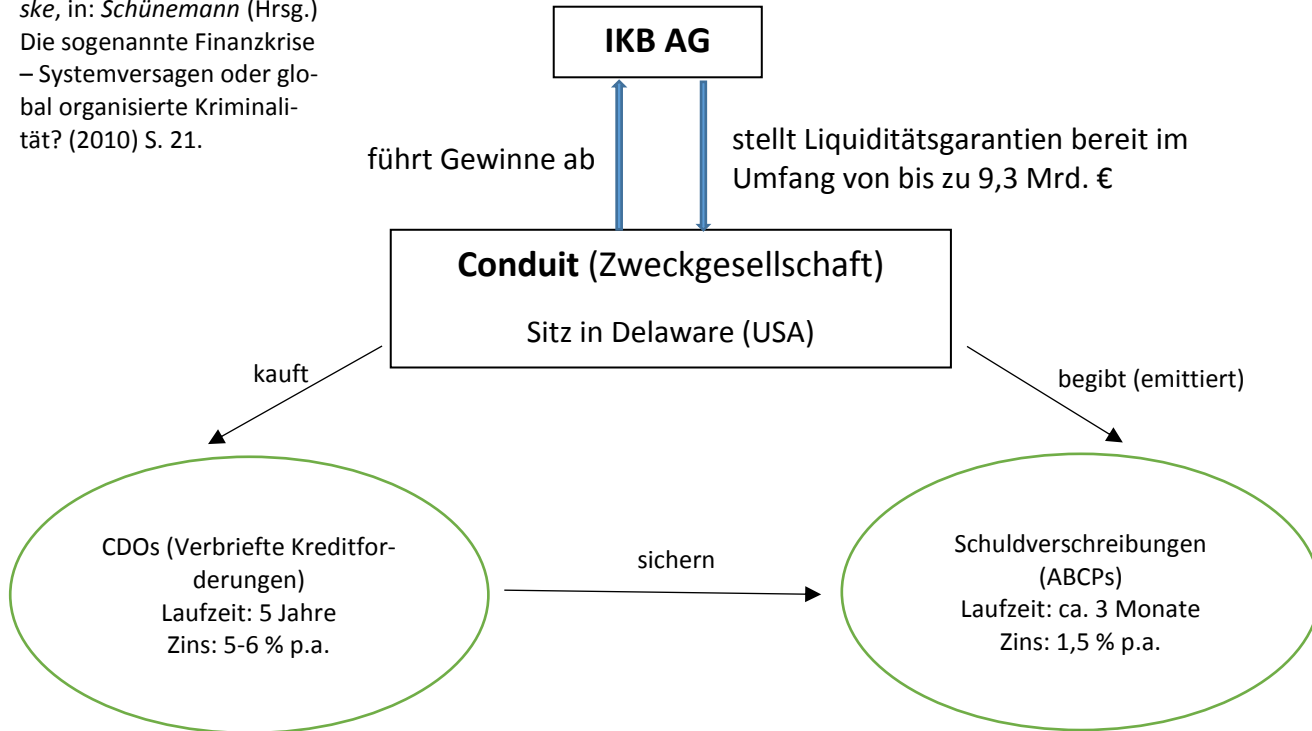 ske, in: Schünemann (Hrsg.)
Die sogenannte Finanzkrise
– Systemversagen oder glo-
bal organisierte Kriminali-
tät? (2010) S. 21.
IKB AG
führt Gewinne ab
stellt Liquiditätsgarantien bereit im
Umfang von bis zu 9,3 Mrd. €
Conduit (Zweckgesellschaft)
Sitz in Delaware (USA)
kauft
begibt (emittiert)
CDOs (Verbriefte Kreditfor-
derungen)
Laufzeit: 5 Jahre
Zins: 5-6 % p.a.
sichern
Schuldverschreibungen
(ABCPs)
Laufzeit: ca. 3 Monate
Zins: 1,5 % p.a.